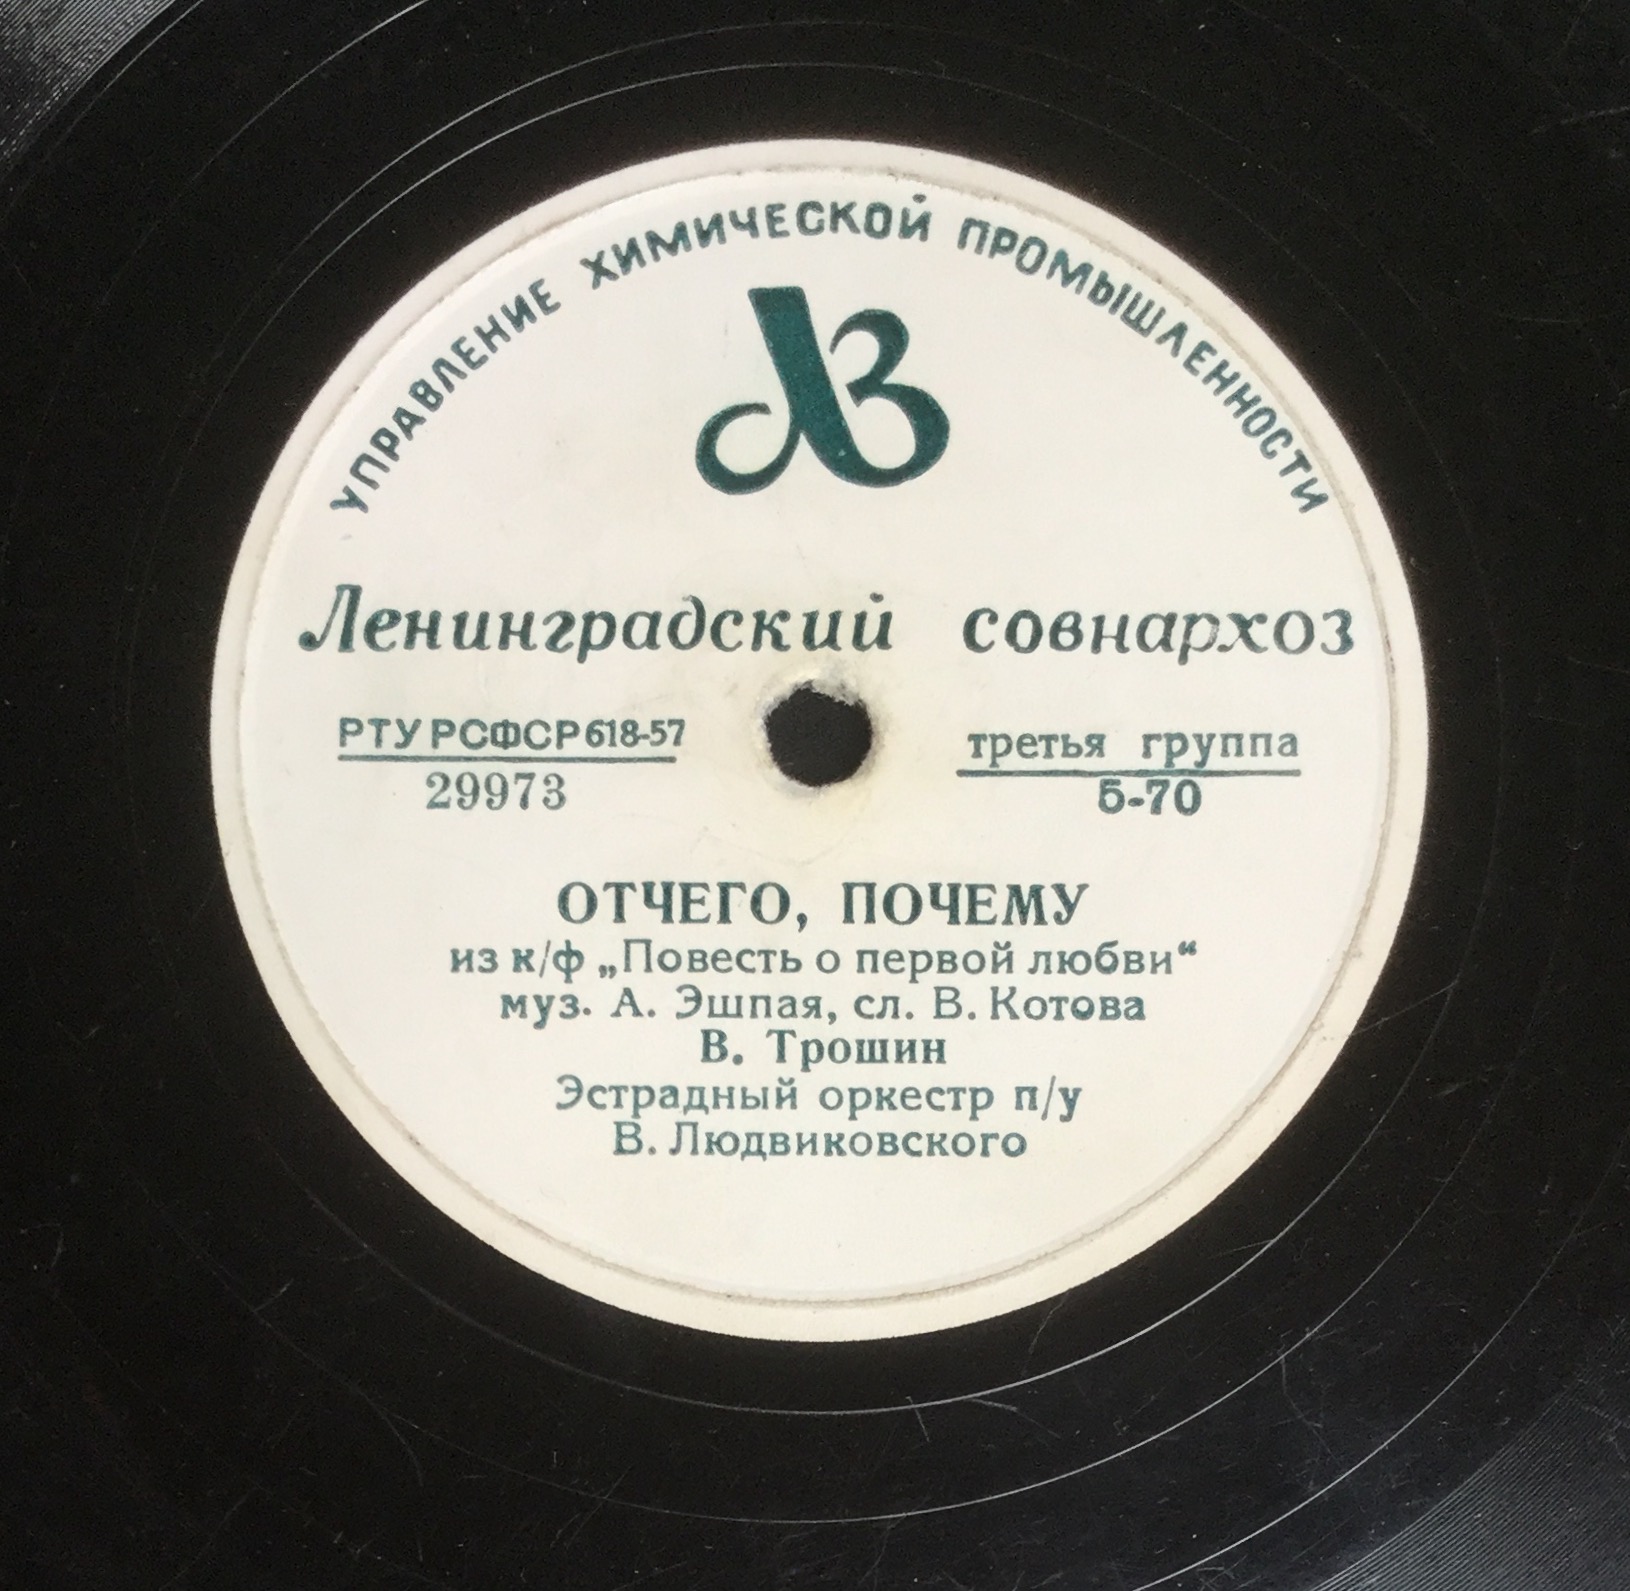 УПРАВЛЕНИЕ ХИМИЧЕСКОЙ ПРОМЫШЛЕННОСТИ
ЛВ
Ленинградский совнархоз
РТУ РСФСР 618-57
29973
третья группа
5-70
ОТЧЕГО, ПОЧЕМУ
из к/ф „Повесть о первой любви“
муз. А. Эшпая, сл. В. Котова
В. Трошин
Эстрадный оркестр п/у
В. Людвиковского